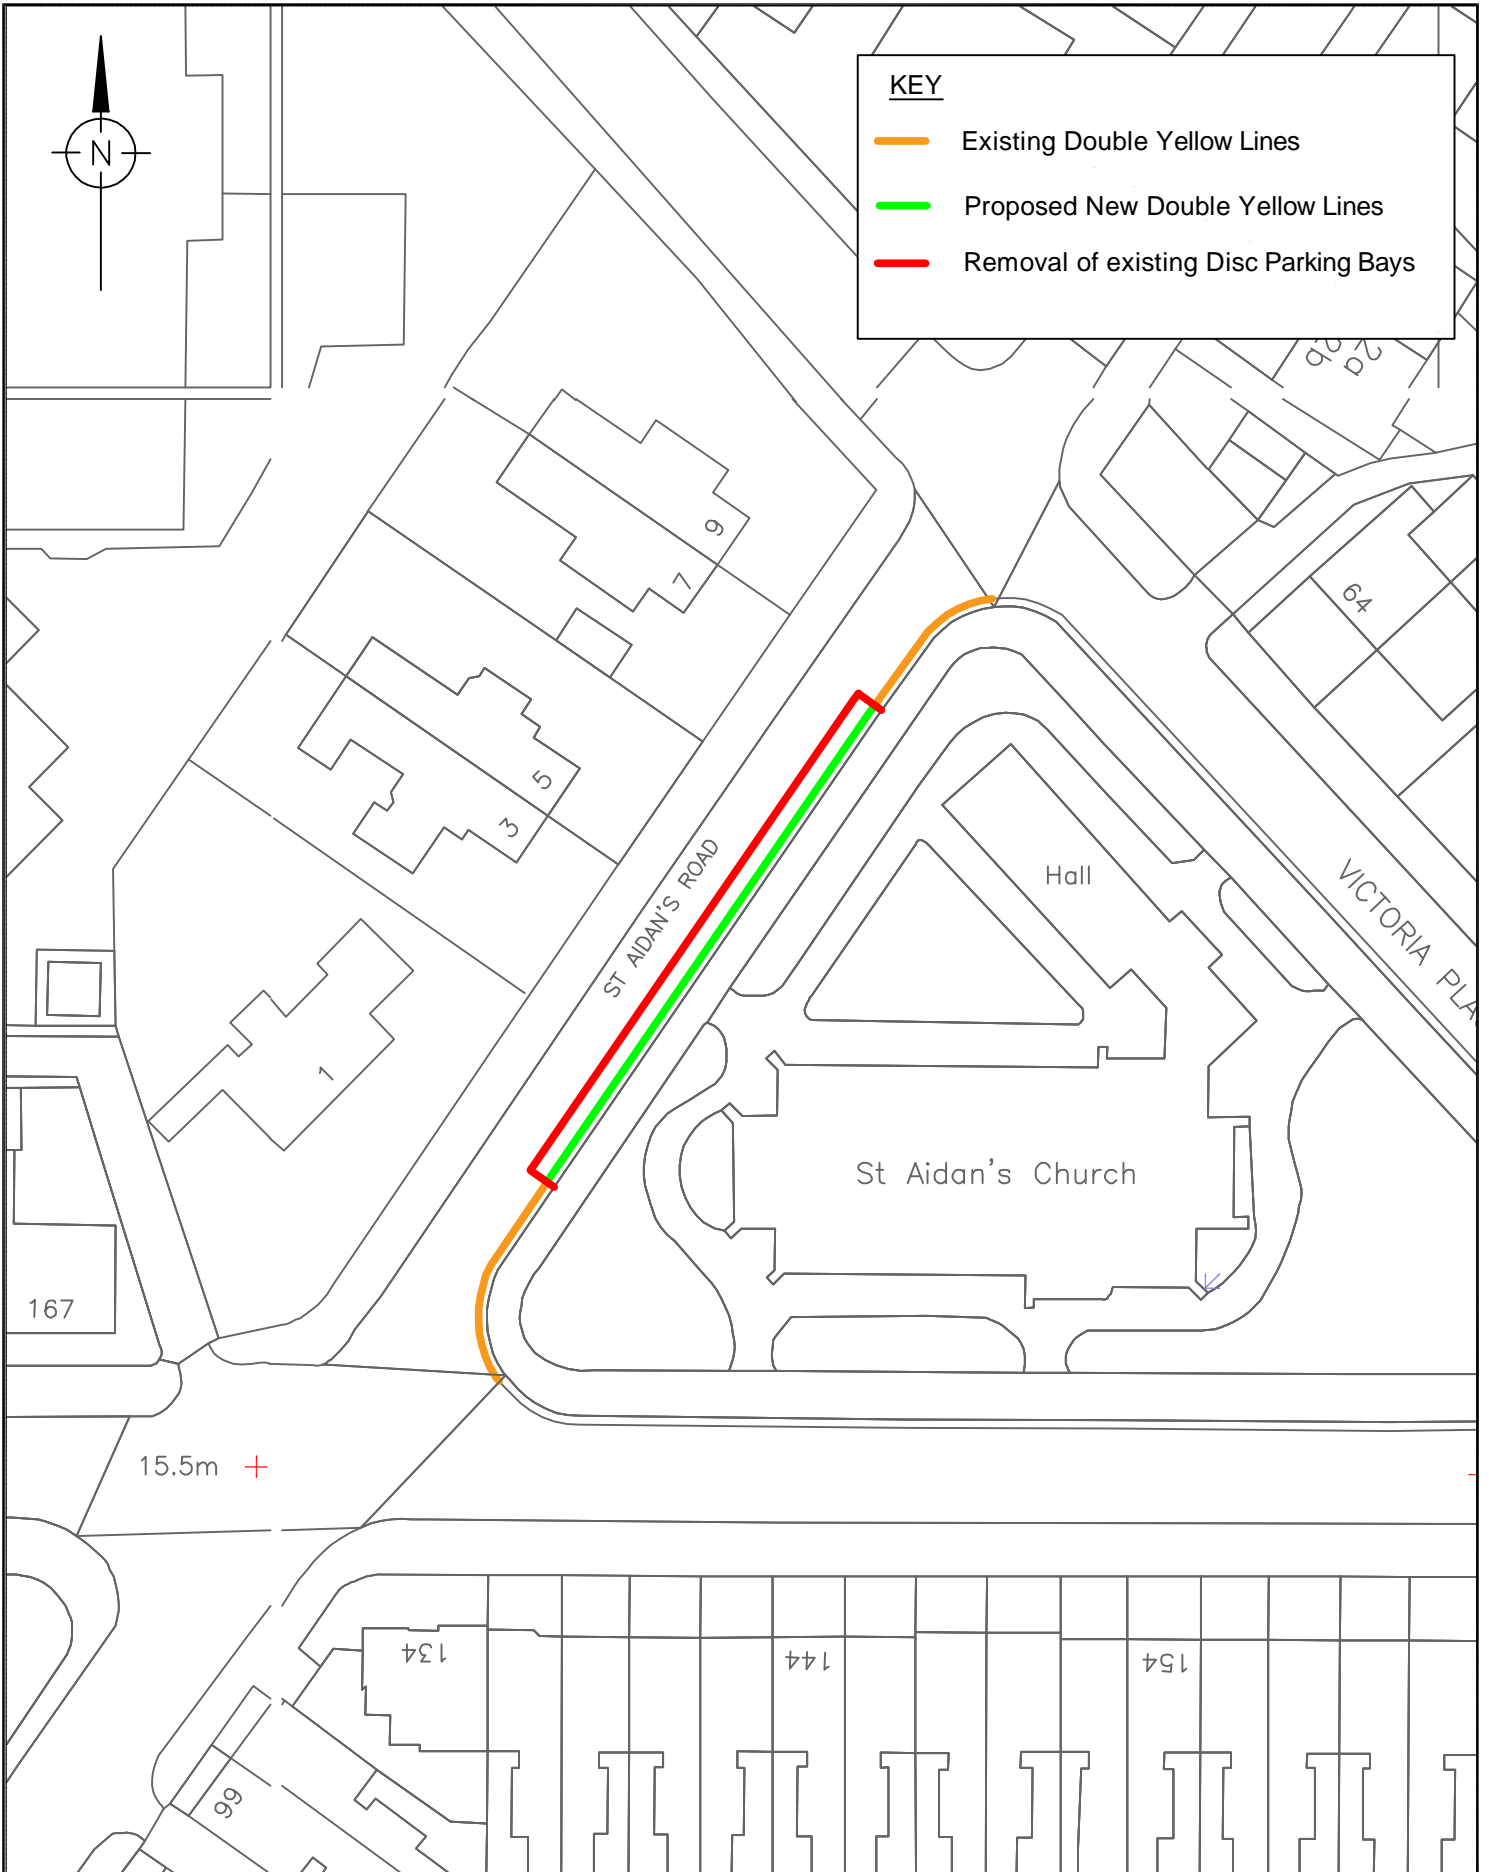 N
KEY
Existing Double Yellow Lines
Proposed New Double Yellow Lines
Removal of existing Disc Parking Bays
2b
2a
9
7
64
5
3
ST AIDAN'S ROAD
Hall
VICTORIA PLA
1
St Aidan's Church
167
15.5m
134
144
154
99